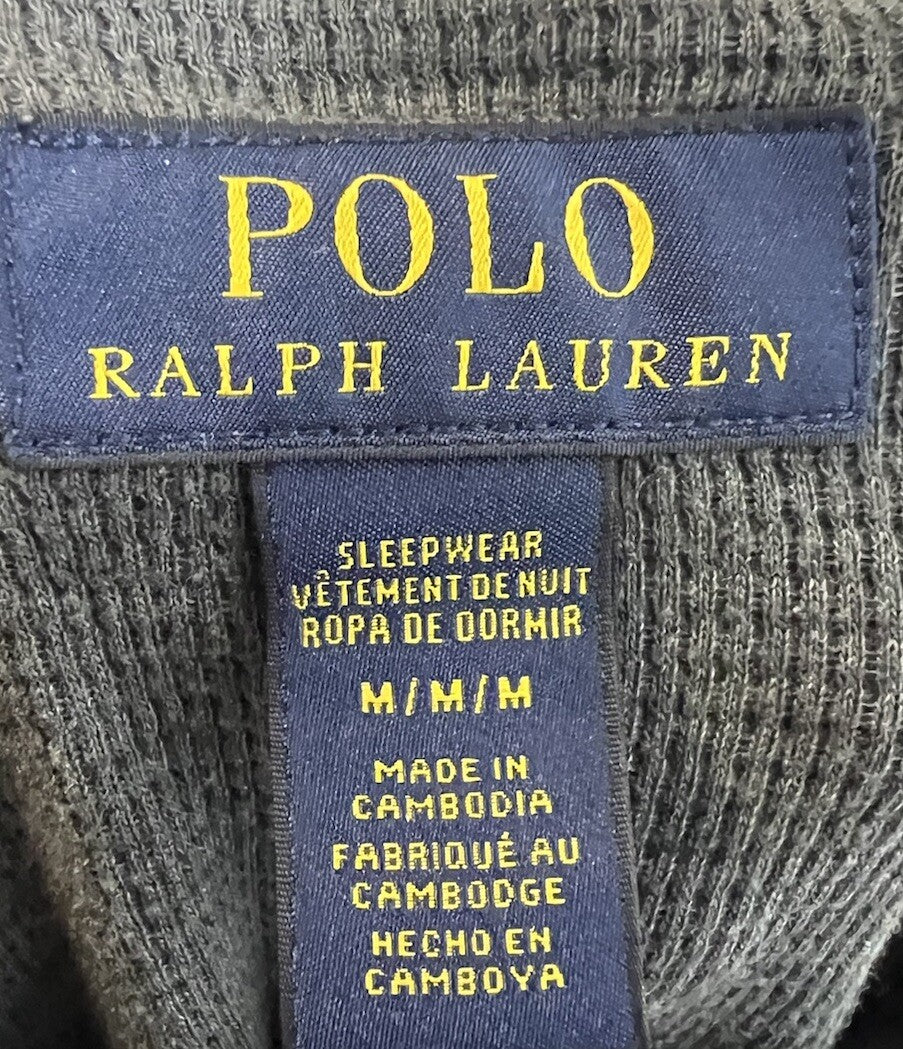 POLO
RALPH LAUREN
SLEEPWEAR
VÊTEMENT DE NUIT
ROPA DE DORMIR
M/M/M
MADE IN
CAMBODIA
FABRIQUÉ AU
CAMBODGE
HECHO EN
CAMBOYA